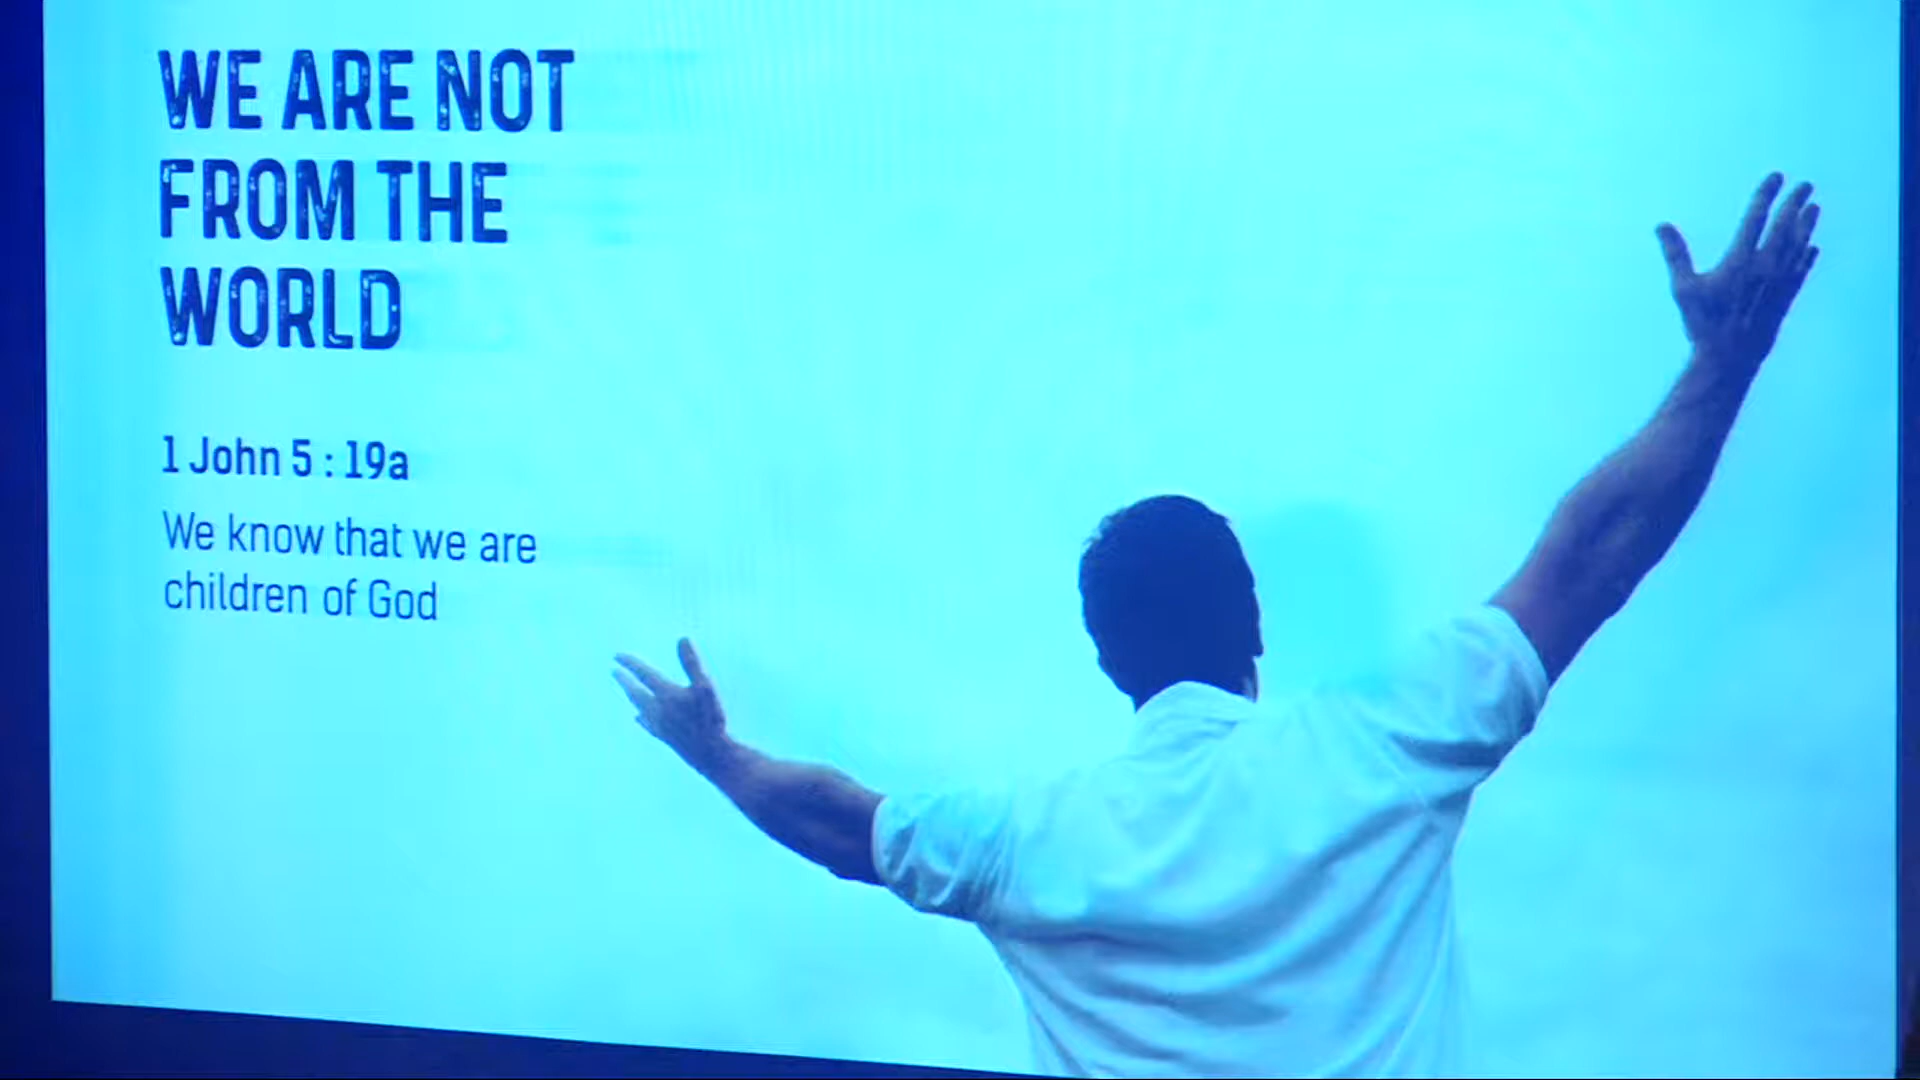 WE ARE NOT
FROM THE
WORLD
1 John 5 : 19a
We know that we are
children of God